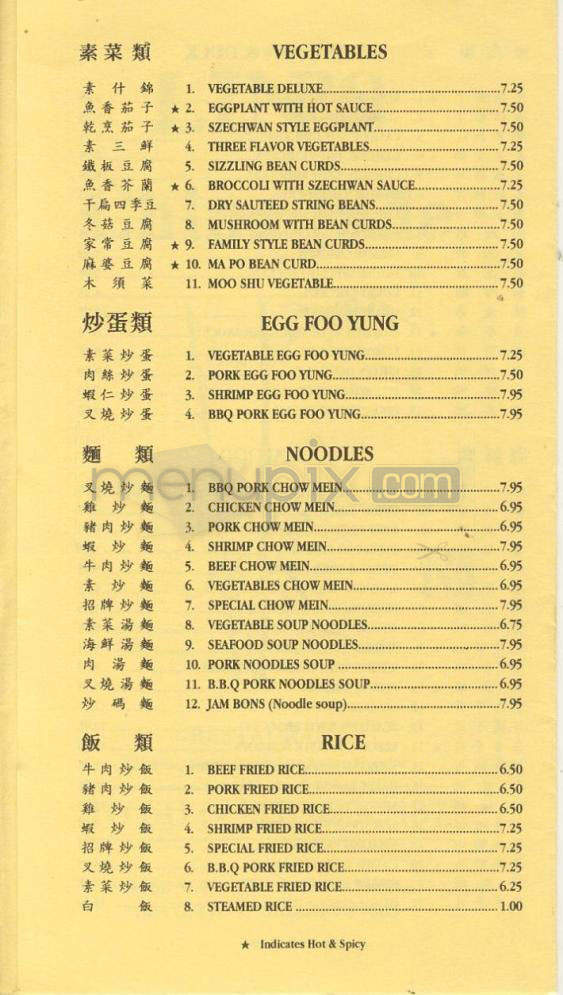 素菜類 VEGETABLES
素什錦 1. VEGETABLE DELUXE 7.25
魚香茄子 ★ 2. EGGPLANT WITH HOT SAUCE 7.50
乾烹茄子 ★ 3. SZECHWAN STYLE EGGPLANT 7.50
素三鮮 4. THREE FLAVOR VEGETABLES 7.25
鐵板豆腐 5. SIZZLING BEAN CURDS 7.50
魚香芥蘭 ★ 6. BROCCOLI WITH SZECHWAN SAUCE 7.25
干扁四季豆 7. DRY SAUTEED STRING BEANS 7.50
冬菇豆腐 8. MUSHROOM WITH BEAN CURDS 7.50
家常豆腐 ★ 9. FAMILY STYLE BEAN CURDS 7.50
麻婆豆腐 ★ 10. MA PO BEAN CURD 7.50
木須菜 11. MOO SHU VEGETABLE 7.50
炒蛋類 EGG FOO YUNG
素菜炒蛋 1. VEGETABLE EGG FOO YUNG 7.25
肉絲炒蛋 2. PORK EGG FOO YUNG 7.50
蝦仁炒蛋 3. SHRIMP EGG FOO YUNG 7.95
叉燒炒蛋 4. BBQ PORK EGG FOO YUNG 7.95
麵類 NOODLES
menupix.com
叉燒炒麵 1. BBQ PORK CHOW MEIN 7.95
雞炒麵 2. CHICKEN CHOW MEIN 6.95
豬肉炒麵 3. PORK CHOW MEIN 6.95
蝦炒麵 4. SHRIMP CHOW MEIN 7.95
牛肉炒麵 5. BEEF CHOW MEIN 6.95
素炒麵 6. VEGETABLES CHOW MEIN 6.95
招牌炒麵 7. SPECIAL CHOW MEIN 7.95
素菜湯麵 8. VEGETABLE SOUP NOODLES 6.75
海鮮湯麵 9. SEAFOOD SOUP NOODLES 7.95
肉湯麵 10. PORK NOODLES SOUP 6.95
叉燒湯麵 11. B.B.Q PORK NOODLES SOUP 6.95
炒碼麵 12. JAM BONS (Noodle soup) 7.95
飯類 RICE
牛肉炒飯 1. BEEF FRIED RICE 6.50
豬肉炒飯 2. PORK FRIED RICE 6.50
雞炒飯 3. CHICKEN FRIED RICE 6.50
蝦炒飯 4. SHRIMP FRIED RICE 7.25
招牌炒飯 5. SPECIAL FRIED RICE 7.25
叉燒炒飯 6. B.B.Q PORK FRIED RICE 7.25
素菜炒飯 7. VEGETABLE FRIED RICE 6.25
白飯 8. STEAMED RICE 1.00
★ Indicates Hot & Spicy